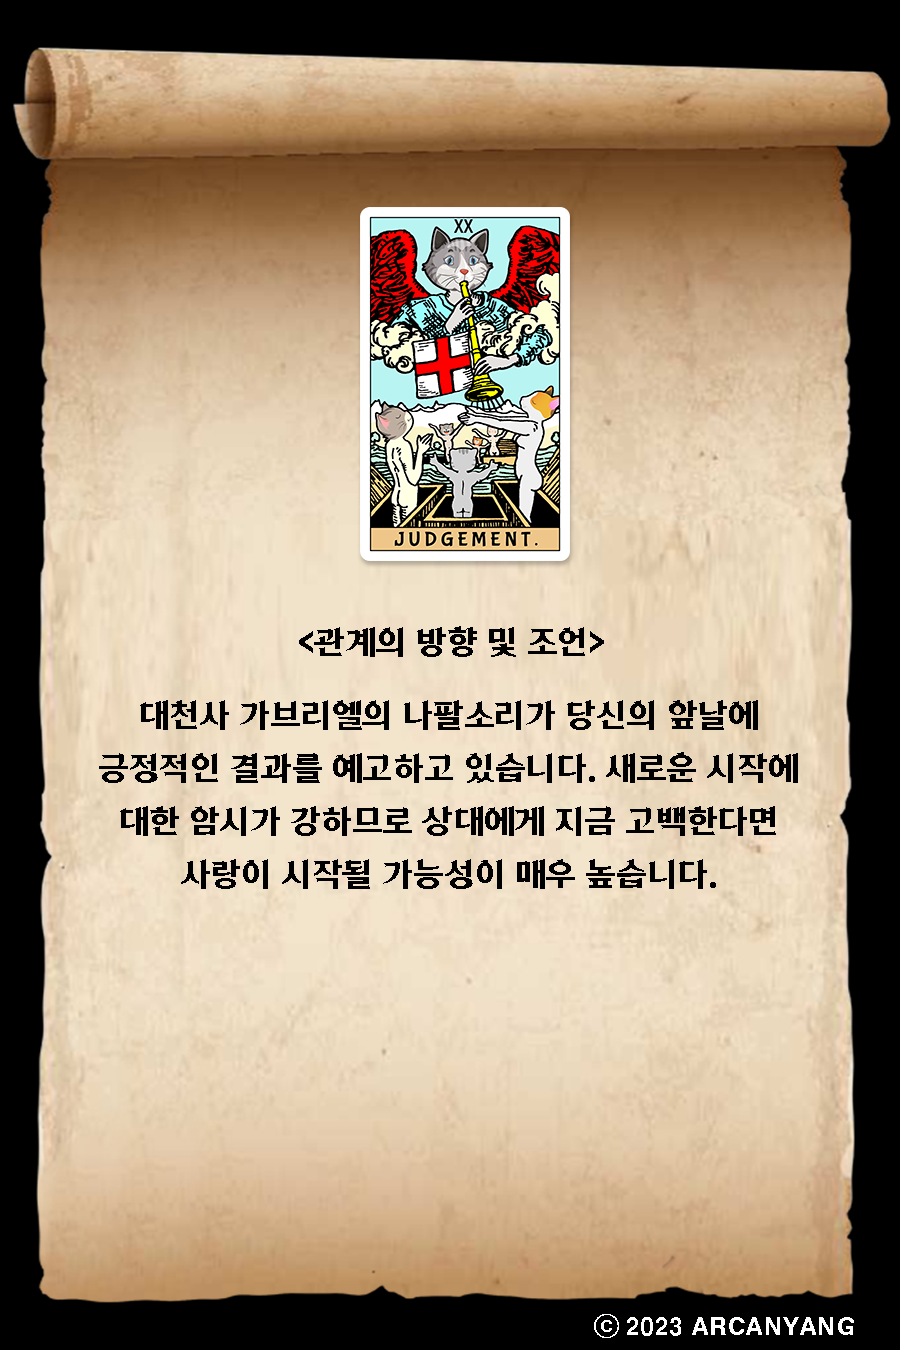 XX
JUDGEMENT.
<관계의 방향 및 조언>
대천사 가브리엘의 나팔소리가 당신의 앞날에
긍정적인 결과를 예고하고 있습니다. 새로운 시작에
대한 암시가 강하므로 상대에게 지금 고백한다면
사랑이 시작될 가능성이 매우 높습니다.
ⓒ 2023 ARCANYANG